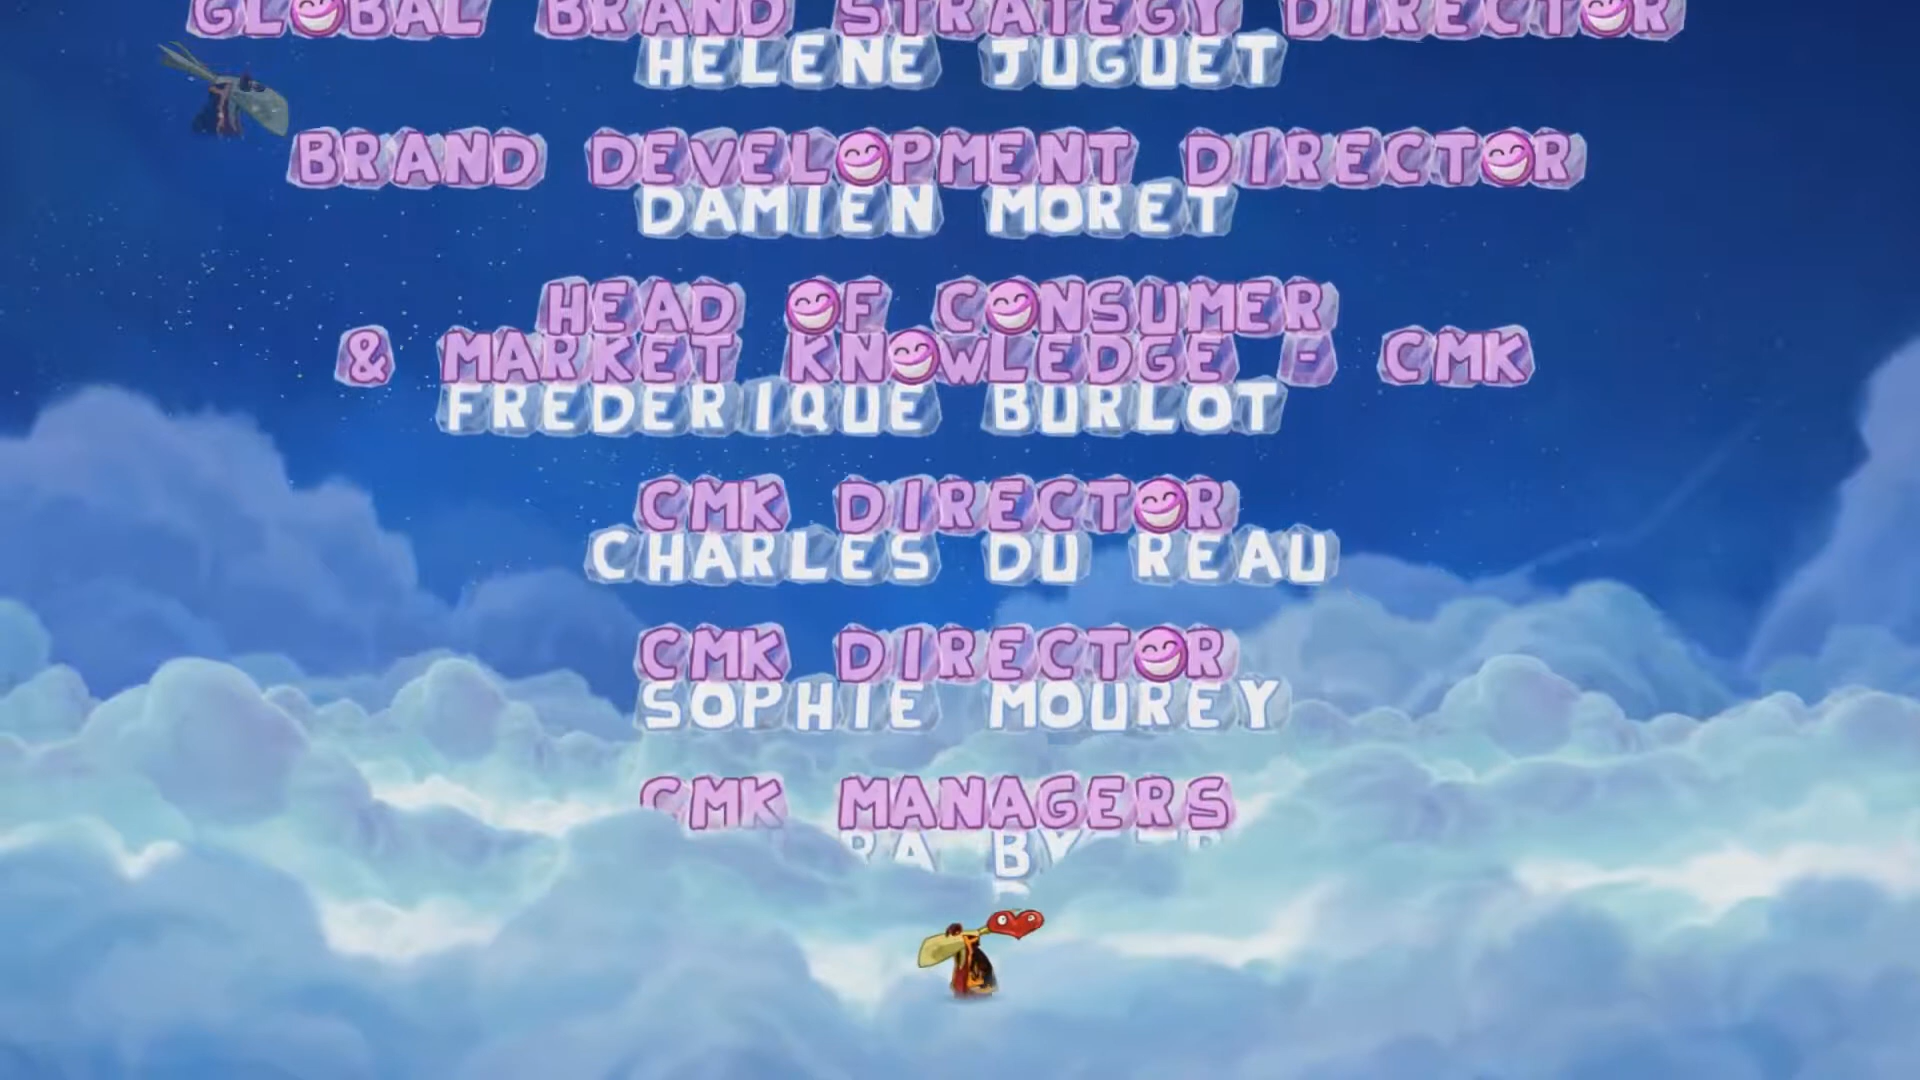 GLOBAL BRAND STRATEGY DIRECTOR
HELENE JUGUET
BRAND DEVELOPMENT DIRECTOR
DAMIEN MORET
HEAD OF CONSUMER
& MARKET KNOWLEDGE - CMK
FREDERIQUE BURLOT
CMK DIRECTOR
CHARLES DU REAU
CMK DIRECTOR
SOPHIE MOUREY
CMK MANAGERS